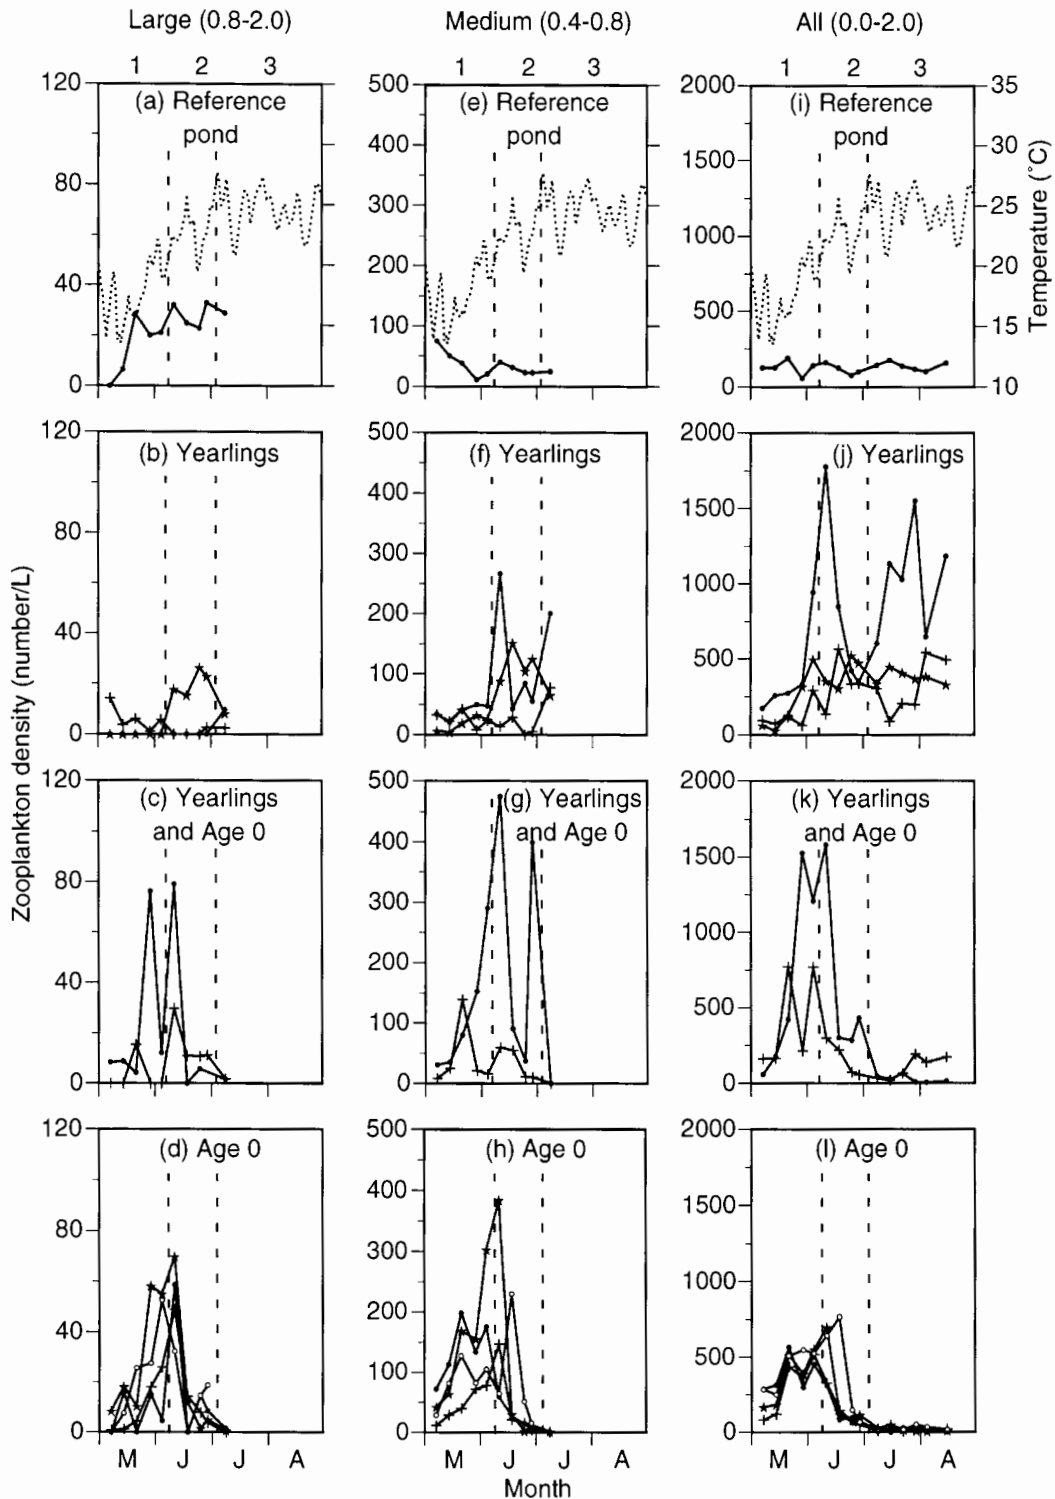 Large (0.8-2.0)
Medium (0.4-0.8)
All (0.0-2.0)
1 2 3
1 2 3
1 2 3
120
80
40
0
(a) Reference
pond
500
400
300
200
100
0
(e) Reference
pond
2000
1500
1000
500
0
(i) Reference
pond
35
30
25
20
15
10
Temperature (°C)
Zooplankton density (number/L)
120
80
40
0
(b) Yearlings
500
400
300
200
100
0
(f) Yearlings
2000
1500
1000
500
0
(j) Yearlings
120
80
40
0
(c) Yearlings
and Age 0
500
400
300
200
100
0
(g) Yearlings
and Age 0
2000
1500
1000
500
0
(k) Yearlings
and Age 0
120
80
40
0
(d) Age 0
500
400
300
200
100
0
(h) Age 0
2000
1500
1000
500
0
(l) Age 0
M J J A
M J J A
M J J A
Month